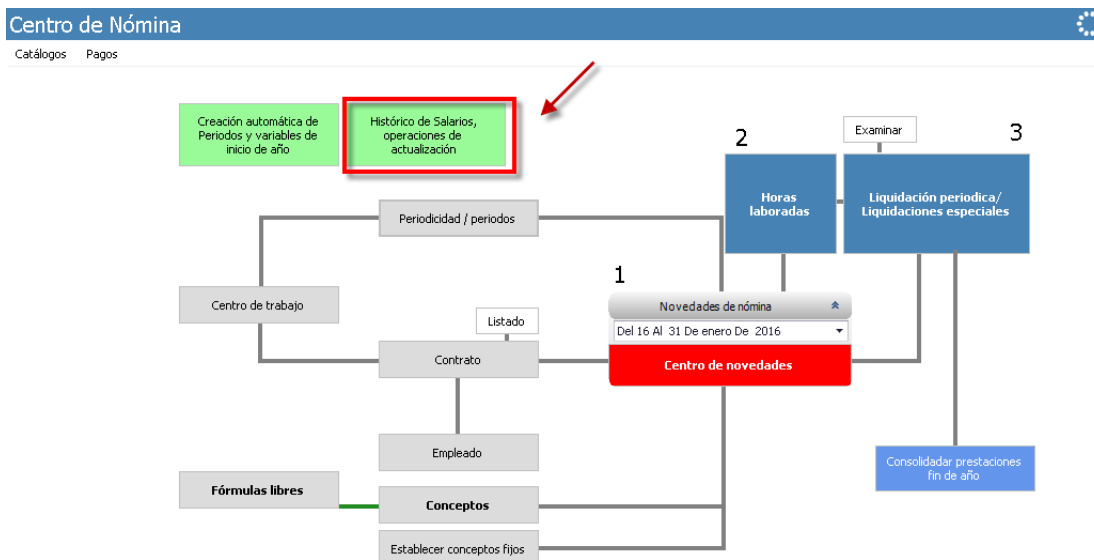 Centro de Nómina
Catálogos Pagos
Creación automática de
Periodos y variables de
inicio de año
Histórico de Salarios,
operaciones de
actualización
Examinar
2
3
Horas
laboradas
Liquidación periodica/
Liquidaciones especiales
Periodicidad / periodos
1
Centro de trabajo
Novedades de nómina
Listado
Del 16 Al 31 De enero De 2016
Contrato
Centro de novedades
Empleado
Consolidadar prestaciones
fin de año
Fórmulas libres
Conceptos
Establecer conceptos fijos